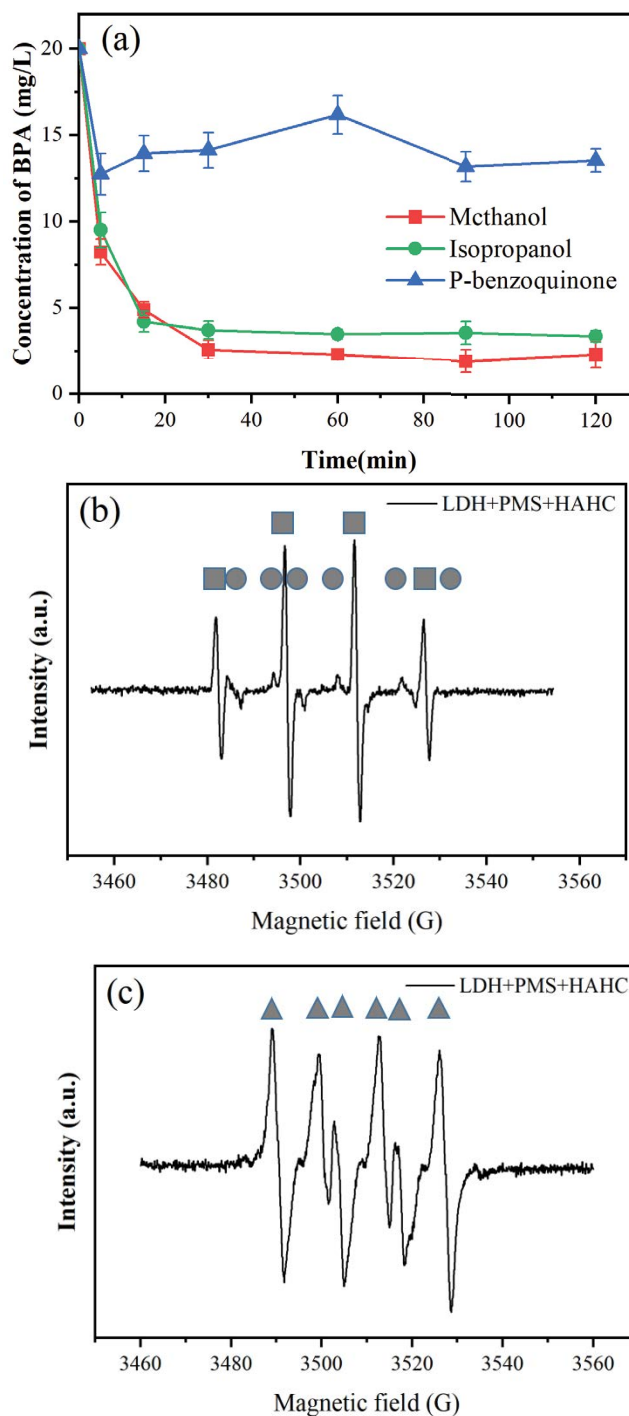 (a)
Concentration of BPA (mg/L)
20
15
10
5
0
Mcthanol
Isopropanol
P-benzoquinone
0 20 40 60 80 100 120
Time(min)
(b)
LDH+PMS+HAHC
Intensity (a.u.)
3460 3480 3500 3520 3540 3560
Magnetic field (G)
(c)
LDH+PMS+HAHC
Intensity (a.u.)
3460 3480 3500 3520 3540 3560
Magnetic field (G)